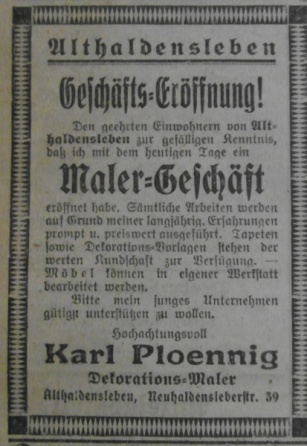 Althaldensleben
Geschäfts-Eröffnung!
Den geehrten Einwohnern von Alt-
haldensleben zur gefälligen Kenntnis,
daß ich mit dem heutigen Tage ein
Maler-Geschäft
eröffnet habe. Sämtliche Arbeiten werden
auf Grund meiner langjähr. Erfahrungen
prompt u. preiswert ausgeführt. Tapeten
sowie Dekorations-Vorlagen stehen der
werten Kundschaft zur Verfügung. —
Möbel können in eigener Werkstatt
bearbeitet werden.
Bitte mein junges Unternehmen
gütigst unterstützen zu wollen.
Hochachtungsvoll
Karl Ploennig
Dekorations-Maler
Althaldensleben, Neuhaldensleberstr. 39